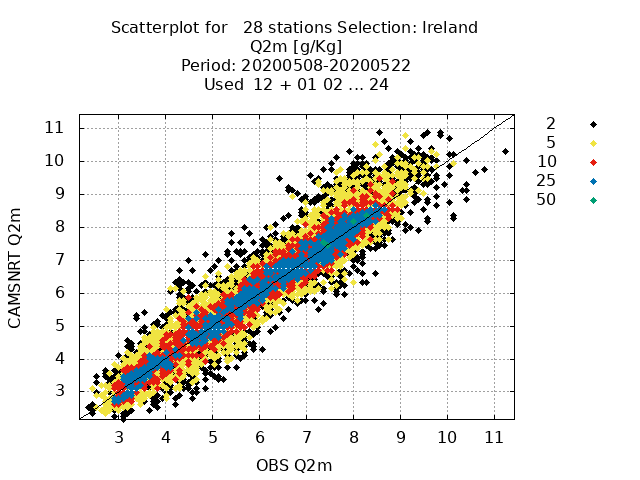 Scatterplot for   28 stations Selection: Ireland
Q2m [g/Kg]
Period: 20200508-20200522
Used  12 + 01 02 ... 24
2
5
10
25
50
11
10
9
8
7
6
5
4
3
CAMSNRT Q2m
3 4 5 6 7 8 9 10 11
OBS Q2m